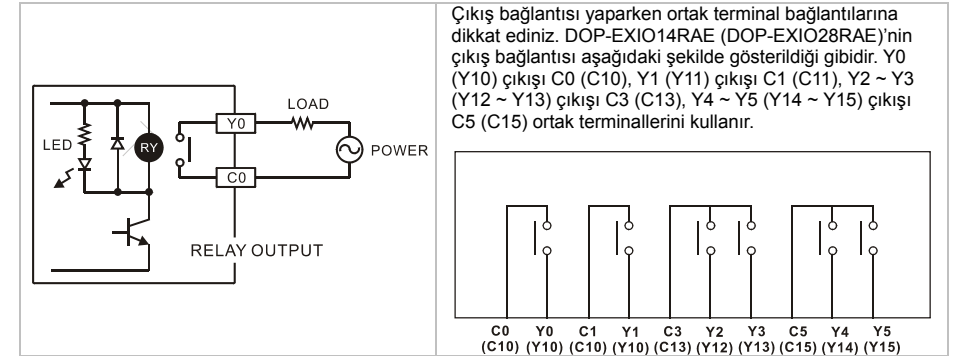 Çıkış bağlantısı yaparken ortak terminal bağlantılarına
dikkat ediniz. DOP-EXIO14RAE (DOP-EXIO28RAE)’nin
çıkış bağlantısı aşağıdaki şekilde gösterildiği gibidir. Y0
(Y10) çıkışı C0 (C10), Y1 (Y11) çıkışı C1 (C11), Y2 ~ Y3
(Y12 ~ Y13) çıkışı C3 (C13), Y4 ~ Y5 (Y14 ~ Y15) çıkışı
C5 (C15) ortak terminallerini kullanır.
LOAD
Y0
LED
RY
POWER
C0
RELAY OUTPUT
C0 Y0 C1 Y1 C3 Y2 Y3 C5 Y4 Y5
(C10) (Y10) (C10) (Y10) (C13) (Y12) (Y13) (C15) (Y14) (Y15)